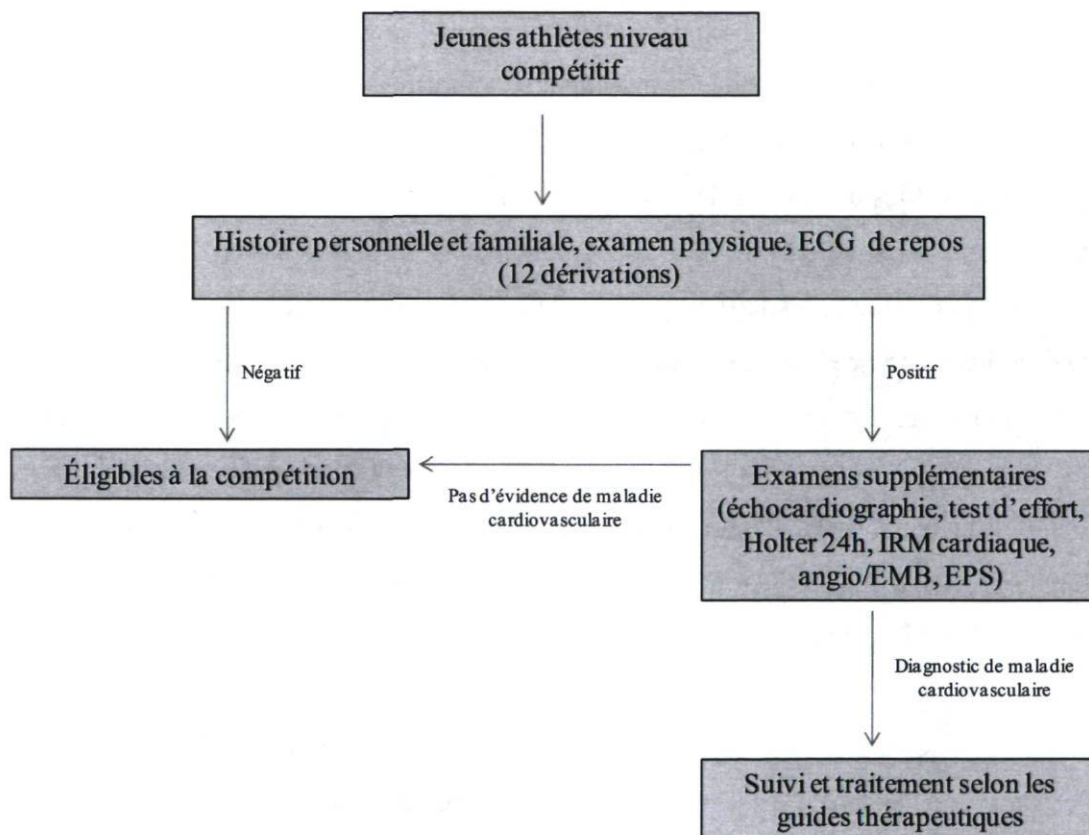 Jeunes athlètes niveau
compétitif
Histoire personnelle et familiale, examen physique, ECG de repos
(12 dérivations)
Négatif
Positif
Éligibles à la compétition
Pas d'évidence de maladie
cardiovasculaire
Examens supplémentaires
(échocardiographie, test d'effort,
Holter 24h, IRM cardiaque,
angio/EMB, EPS)
Diagnostic de maladie
cardiovasculaire
Suivi et traitement selon les
guides thérapeutiques